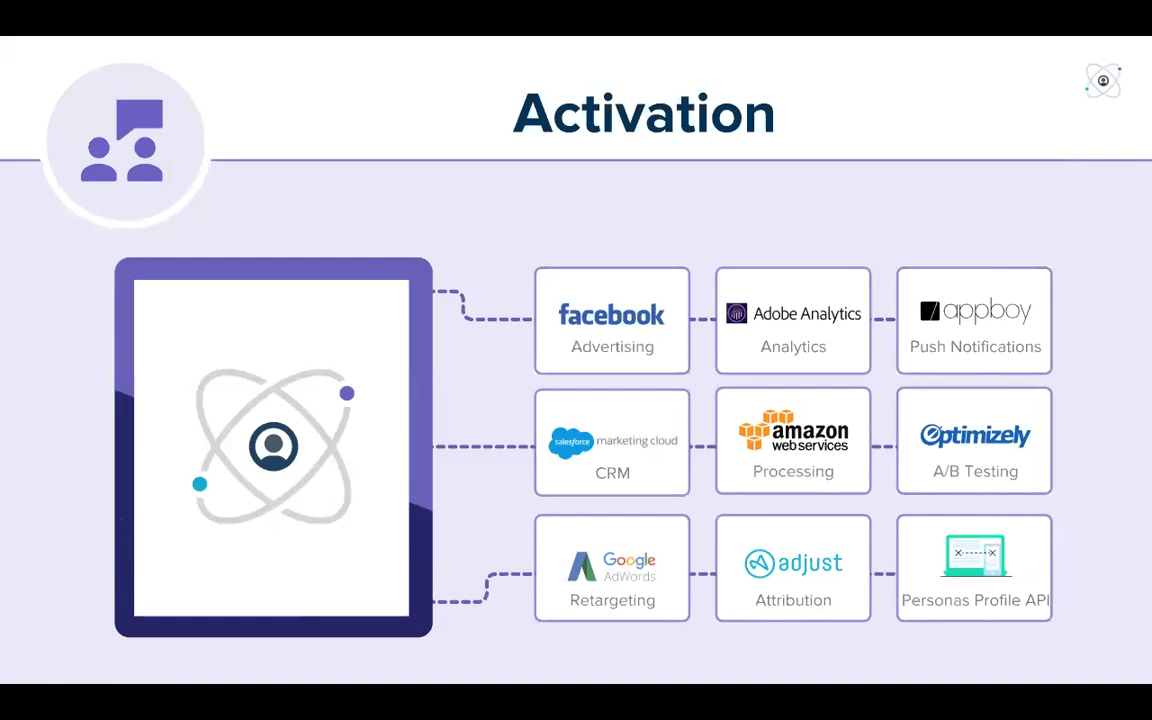 Activation
facebook
Advertising
Adobe Analytics
Analytics
appboy
Push Notifications
salesforce marketing cloud
CRM
amazon
web services
Processing
Optimizely
A/B Testing
Google
AdWords
Retargeting
adjust
Attribution
Personas Profile API